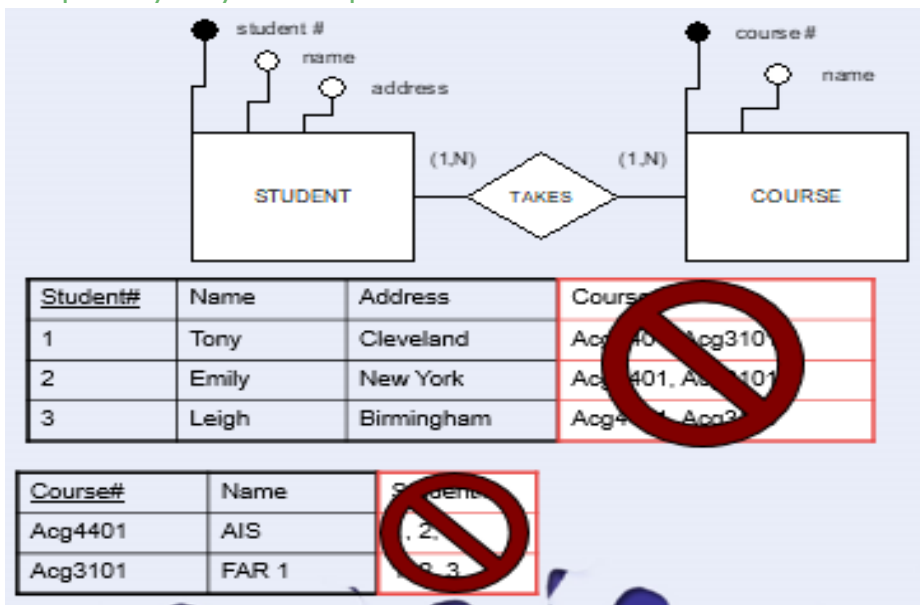 student #
name
address
course #
name
(1,N)
(1,N)
STUDENT
TAKES
COURSE
Student# Name Address
1 Tony Cleveland
2 Emily New York
3 Leigh Birmingham
Course# Name
Acg4401 AIS
Acg3101 FAR 1